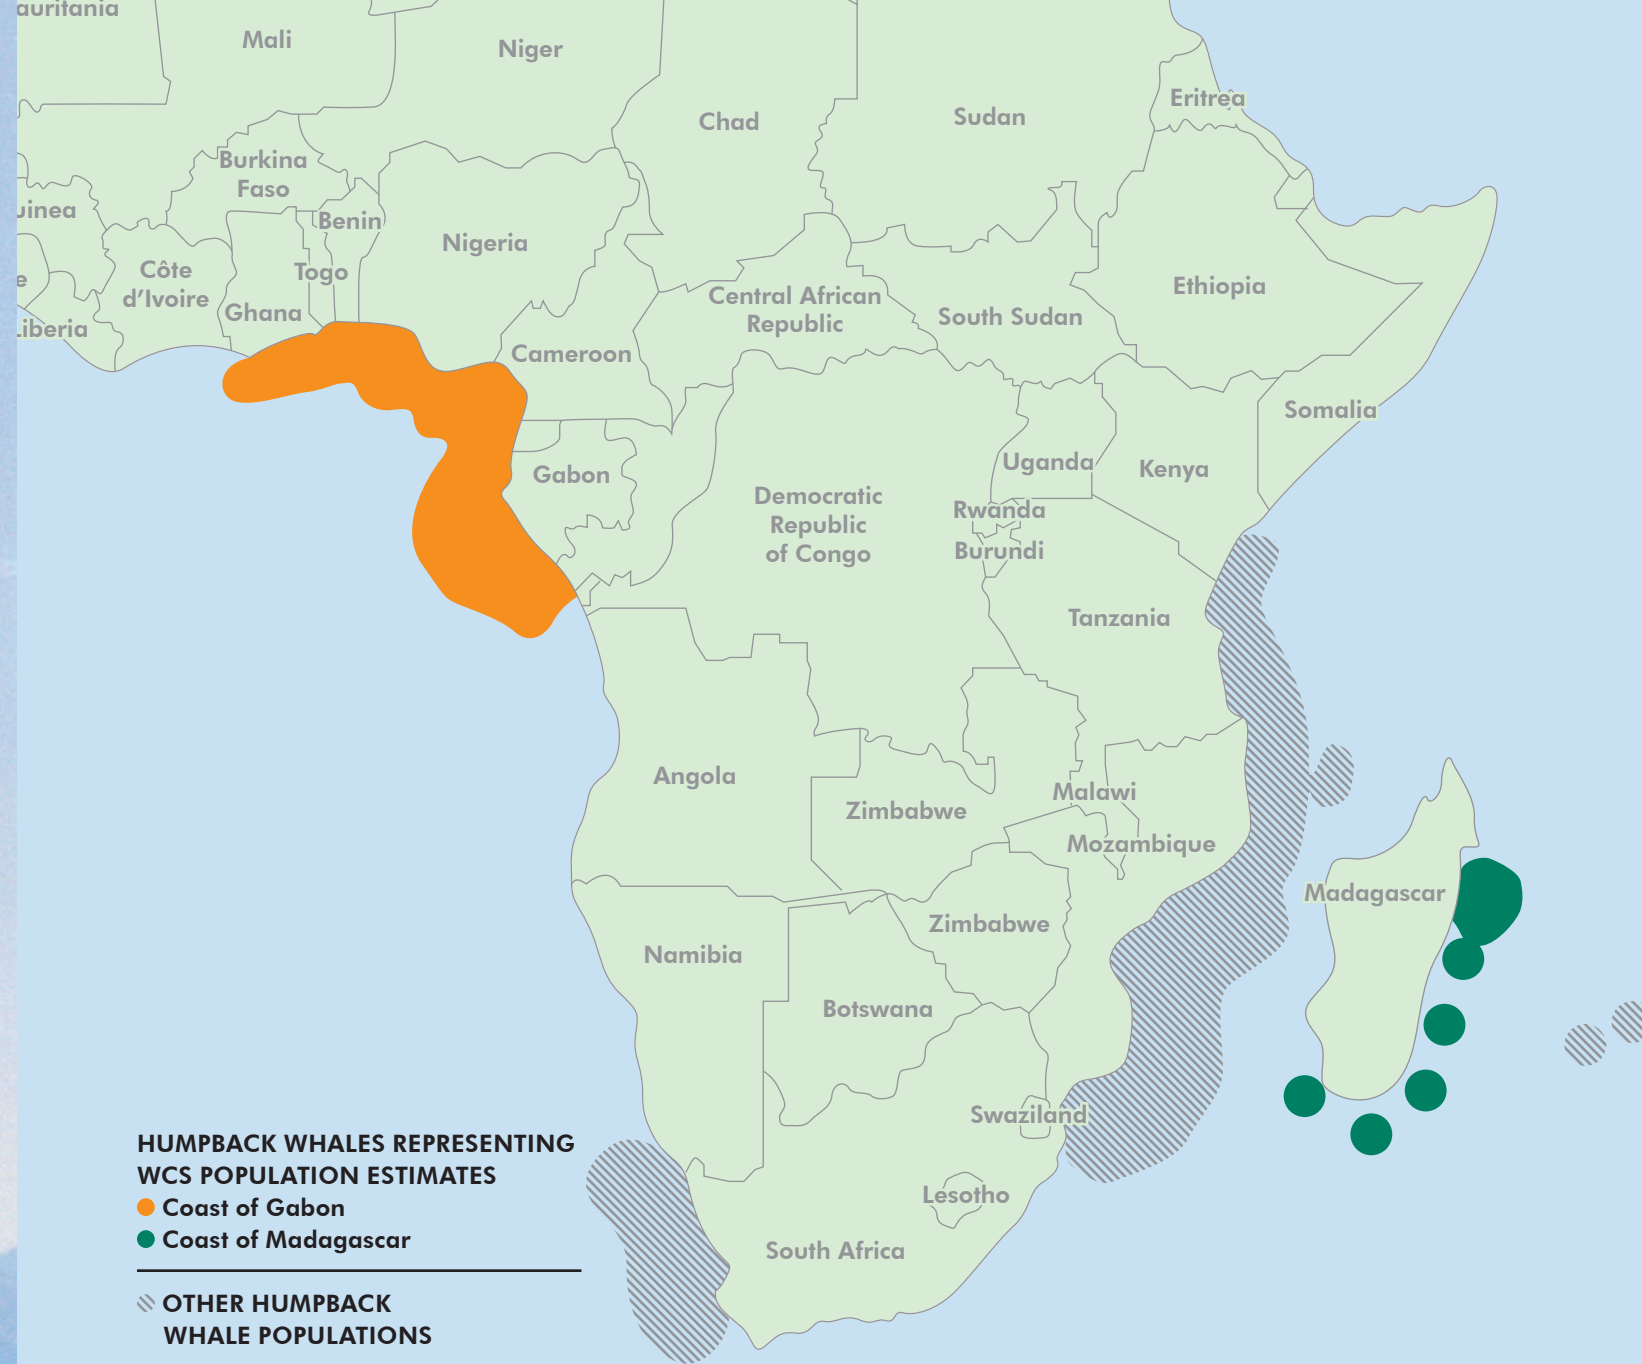 auritania
Mali
Niger
Chad
Sudan
Eritrea
Burkina
Faso
uinea
Benin
Nigeria
Togo
Côte
d’Ivoire
Ghana
e
Liberia
Central African
Republic
South Sudan
Ethiopia
Cameroon
Somalia
Gabon
Uganda
Kenya
Democratic
Republic
of Congo
Rwanda
Burundi
Tanzania
Angola
Zimbabwe
Malawi
Mozambique
Madagascar
Zimbabwe
Namibia
Botswana
Swaziland
Lesotho
South Africa
HUMPBACK WHALES REPRESENTING
WCS POPULATION ESTIMATES
Coast of Gabon
Coast of Madagascar
OTHER HUMPBACK
WHALE POPULATIONS